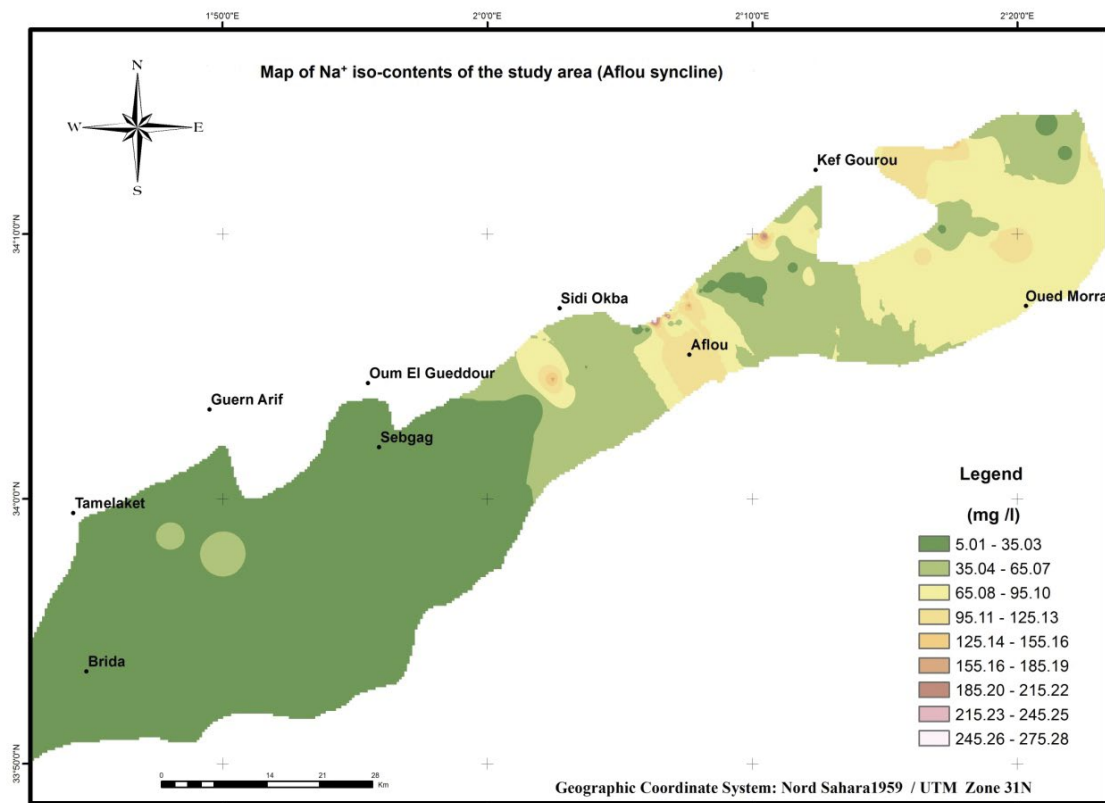 1°50'0"E 2°0'0"E 2°10'0"E 2°20'0"E
Map of Na⁺ iso-contents of the study area (Aflou syncline)
N
W E
S
Kef Gourou
34°10'0"N
Sidi Okba
Oued Morra
Aflou
Oum El Gueddour
Guern Arif
Sebgag
34°0'0"N
Tamelaket
Brida
33°50'0"N
Legend
(mg /l)
5.01 - 35.03
35.04 - 65.07
65.08 - 95.10
95.11 - 125.13
125.14 - 155.16
155.16 - 185.19
185.20 - 215.22
215.23 - 245.25
245.26 - 275.28
0 7 14 21 28
Km
Geographic Coordinate System: Nord Sahara1959 / UTM Zone 31N